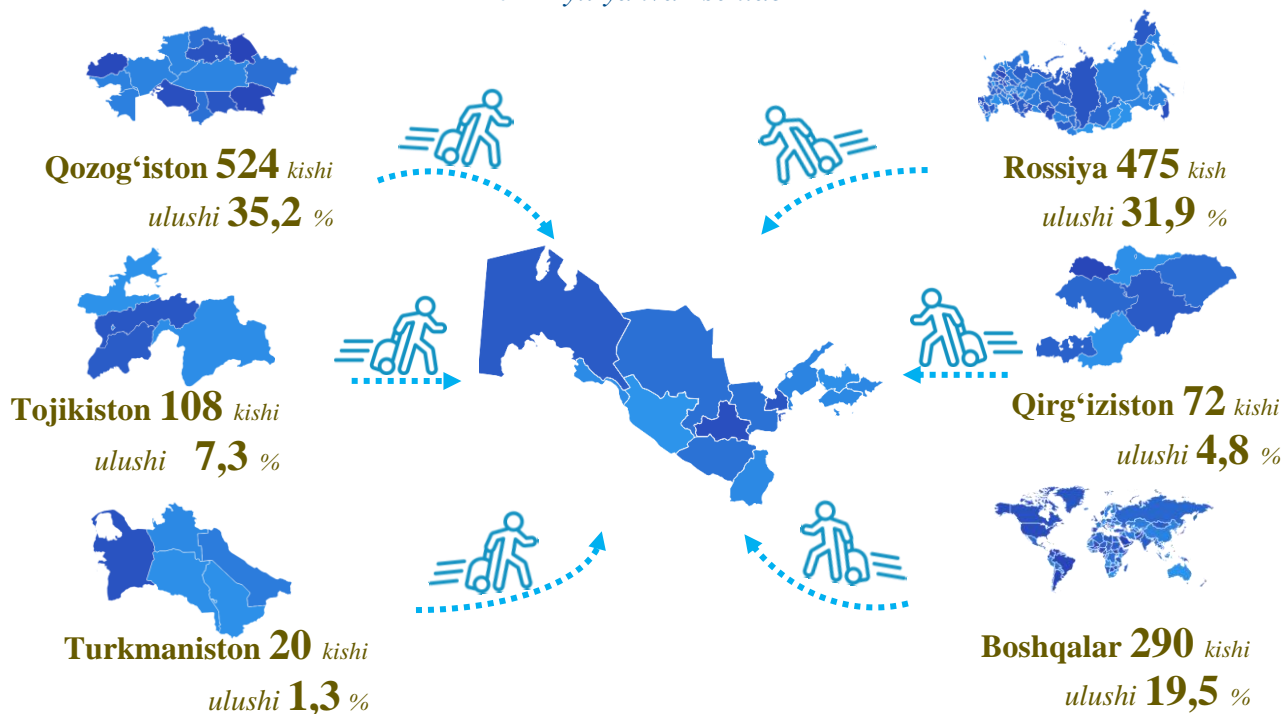 Qozog‘iston 524 kishi
ulushi 35,2 %
Rossiya 475 kish
ulushi 31,9 %
Tojikiston 108 kishi
ulushi 7,3 %
Qirg‘iziston 72 kishi
ulushi 4,8 %
Turkmaniston 20 kishi
ulushi 1,3 %
Boshqalar 290 kishi
ulushi 19,5 %